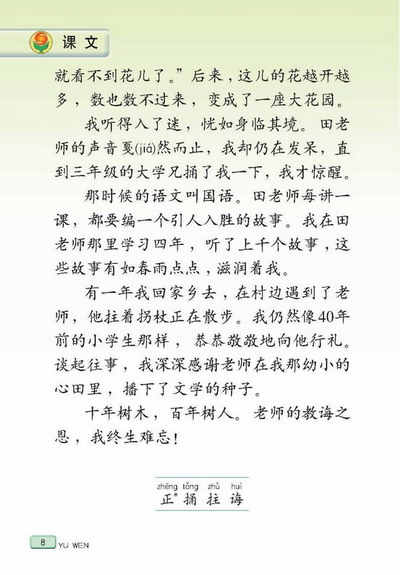 课文
就看不到花儿了。”后来，这儿的花越开越
多，数也数不过来，变成了一座大花园。
我听得入了迷，恍如身临其境。田老
师的声音戛(jiá)然而止，我却仍在发呆，直
到三年级的大学兄捅了我一下，我才惊醒。
那时候的语文叫国语。田老师每讲一
课，都要编一个引人入胜的故事。我在田
老师那里学习四年，听了上千个故事，这
些故事有如春雨点点，滋润着我。
有一年我回家乡去，在村边遇到了老
师，他拄着拐杖正在散步。我仍然像40年
前的小学生那样，恭恭敬敬地向他行礼。
谈起往事，我深深感谢老师在我那幼小的
心田里，播下了文学的种子。
十年树木，百年树人。老师的教诲之
恩，我终生难忘！
zhēng tǒng zhǔ huì
正* 捅 拄 诲
8
YU WEN